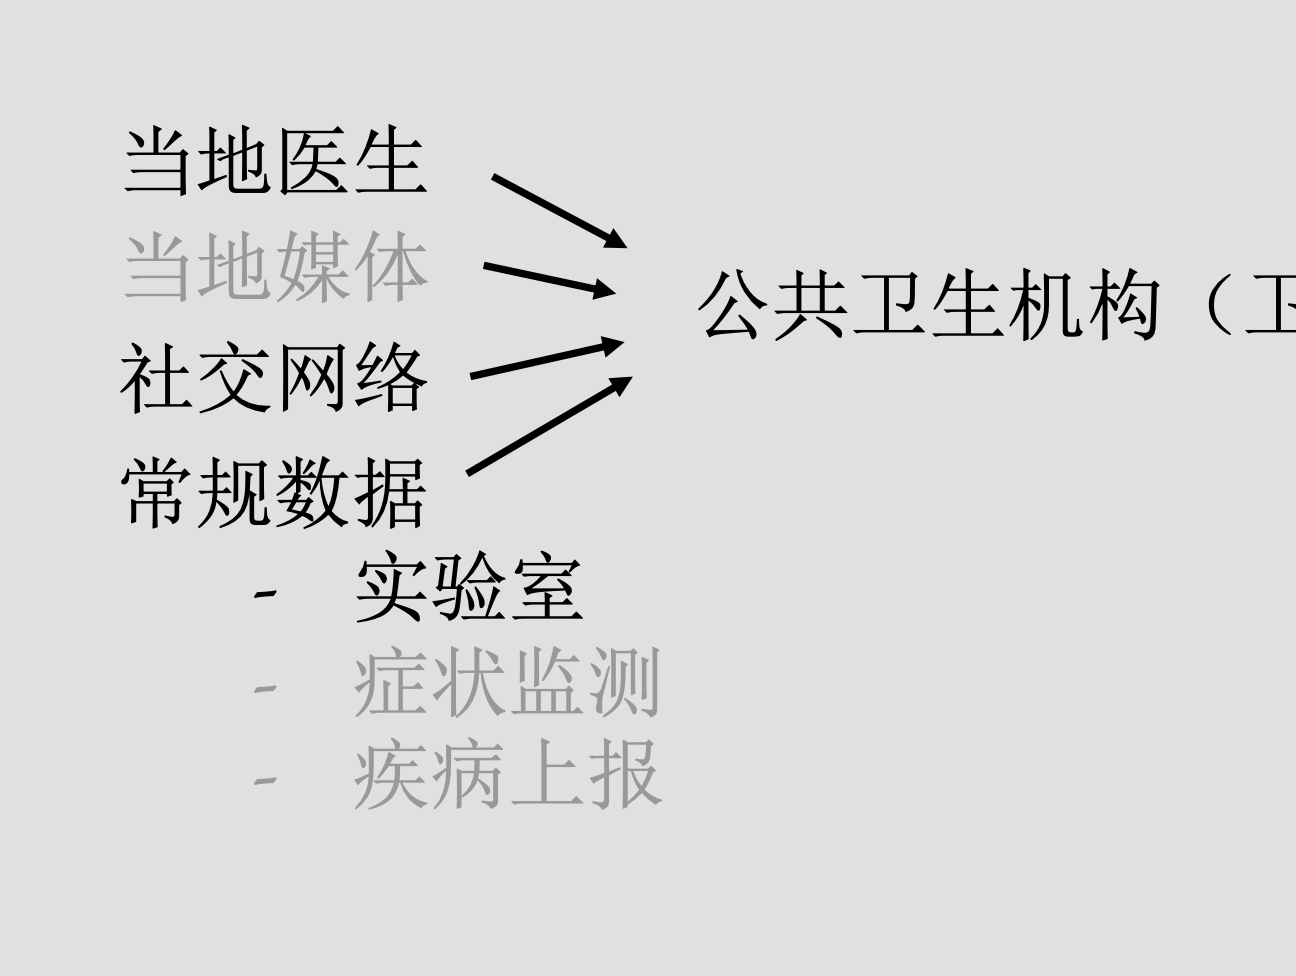 当地医生
当地媒体
公共卫生机构（卫
社交网络
常规数据
- 实验室
- 症状监测
- 疾病上报